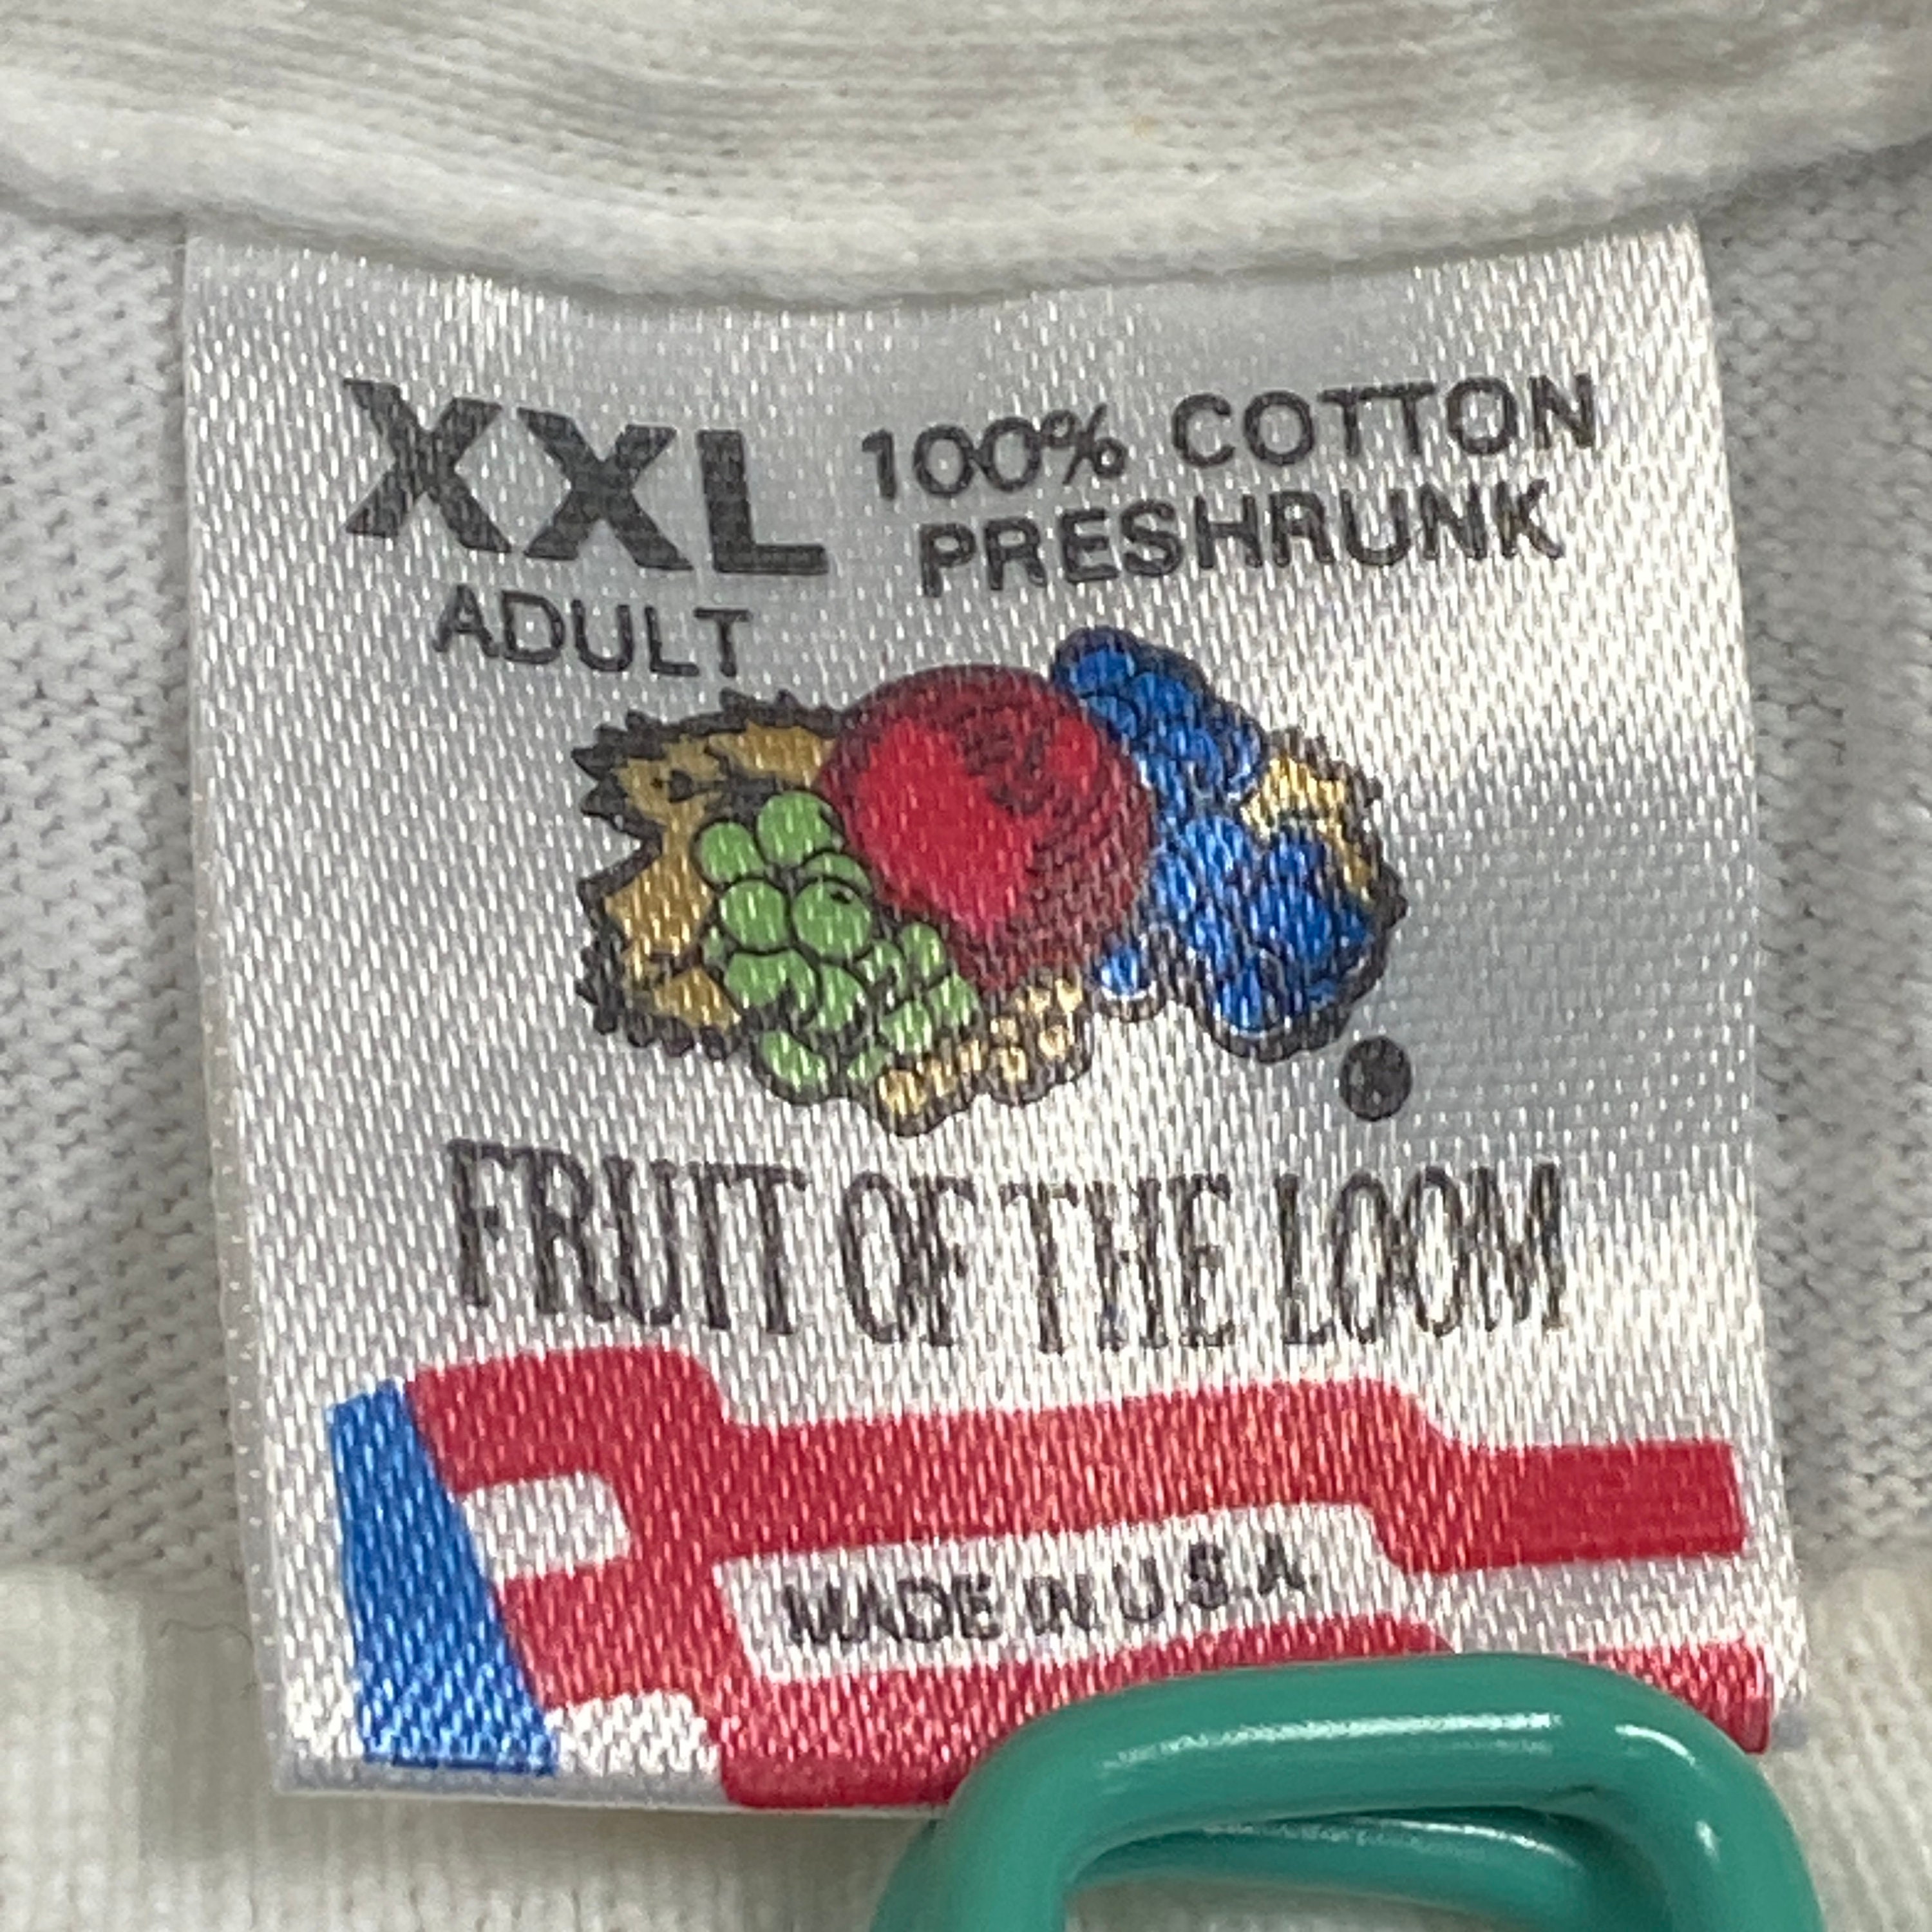 XXL
ADULT
100% COTTON
PRESHRUNK
FRUIT OF THE LOOM
MADE IN U.S.A